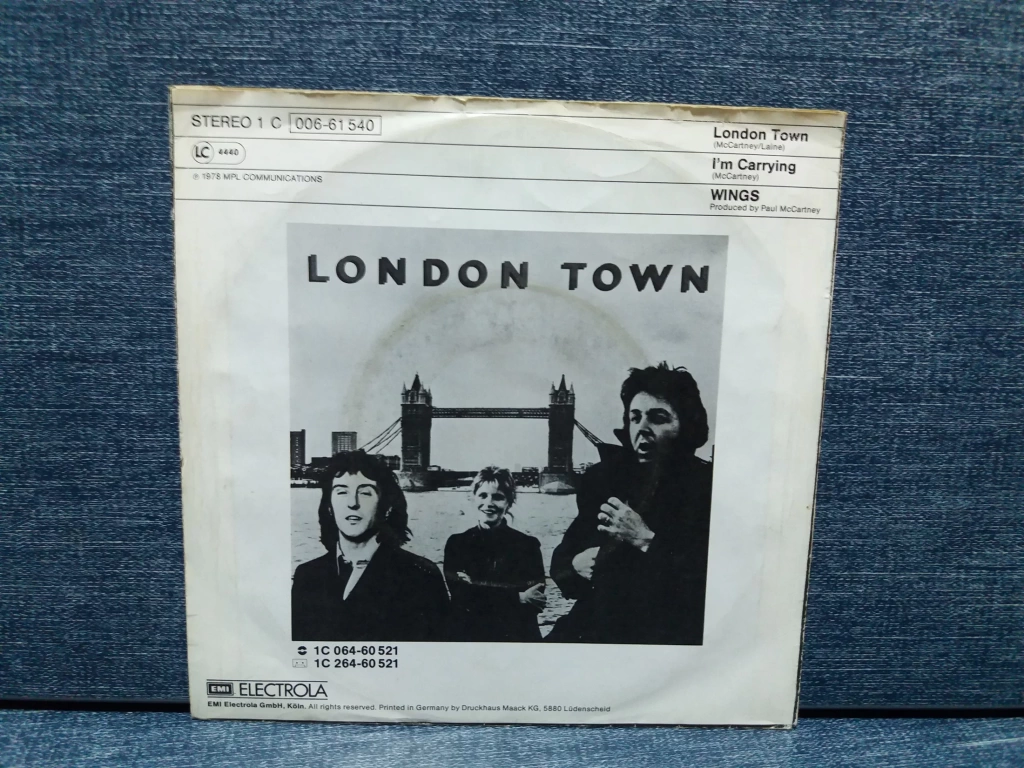 STEREO 1 C 006-61 540
LC 4440
℗ 1978 MPL COMMUNICATIONS
London Town
(McCartney/Laine)
I'm Carrying
(McCartney)
WINGS
Produced by Paul McCartney
LONDON TOWN
1C 064-60 521
1C 264-60 521
EMI ELECTROLA
EMI Electrola GmbH, Köln. All rights reserved. Printed in Germany by Druckhaus Maack KG, 5880 Lüdenscheid